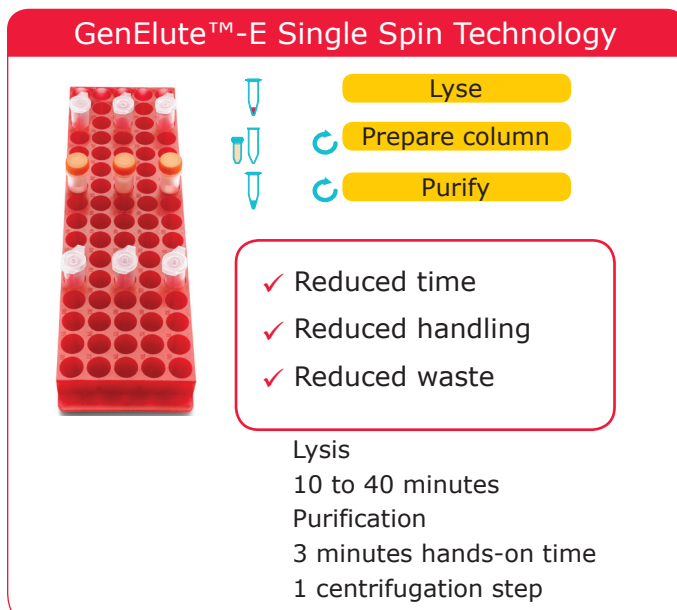 GenElute™-E Single Spin Technology
Lyse
Prepare column
Purify
✓ Reduced time
✓ Reduced handling
✓ Reduced waste
Lysis
10 to 40 minutes
Purification
3 minutes hands-on time
1 centrifugation step